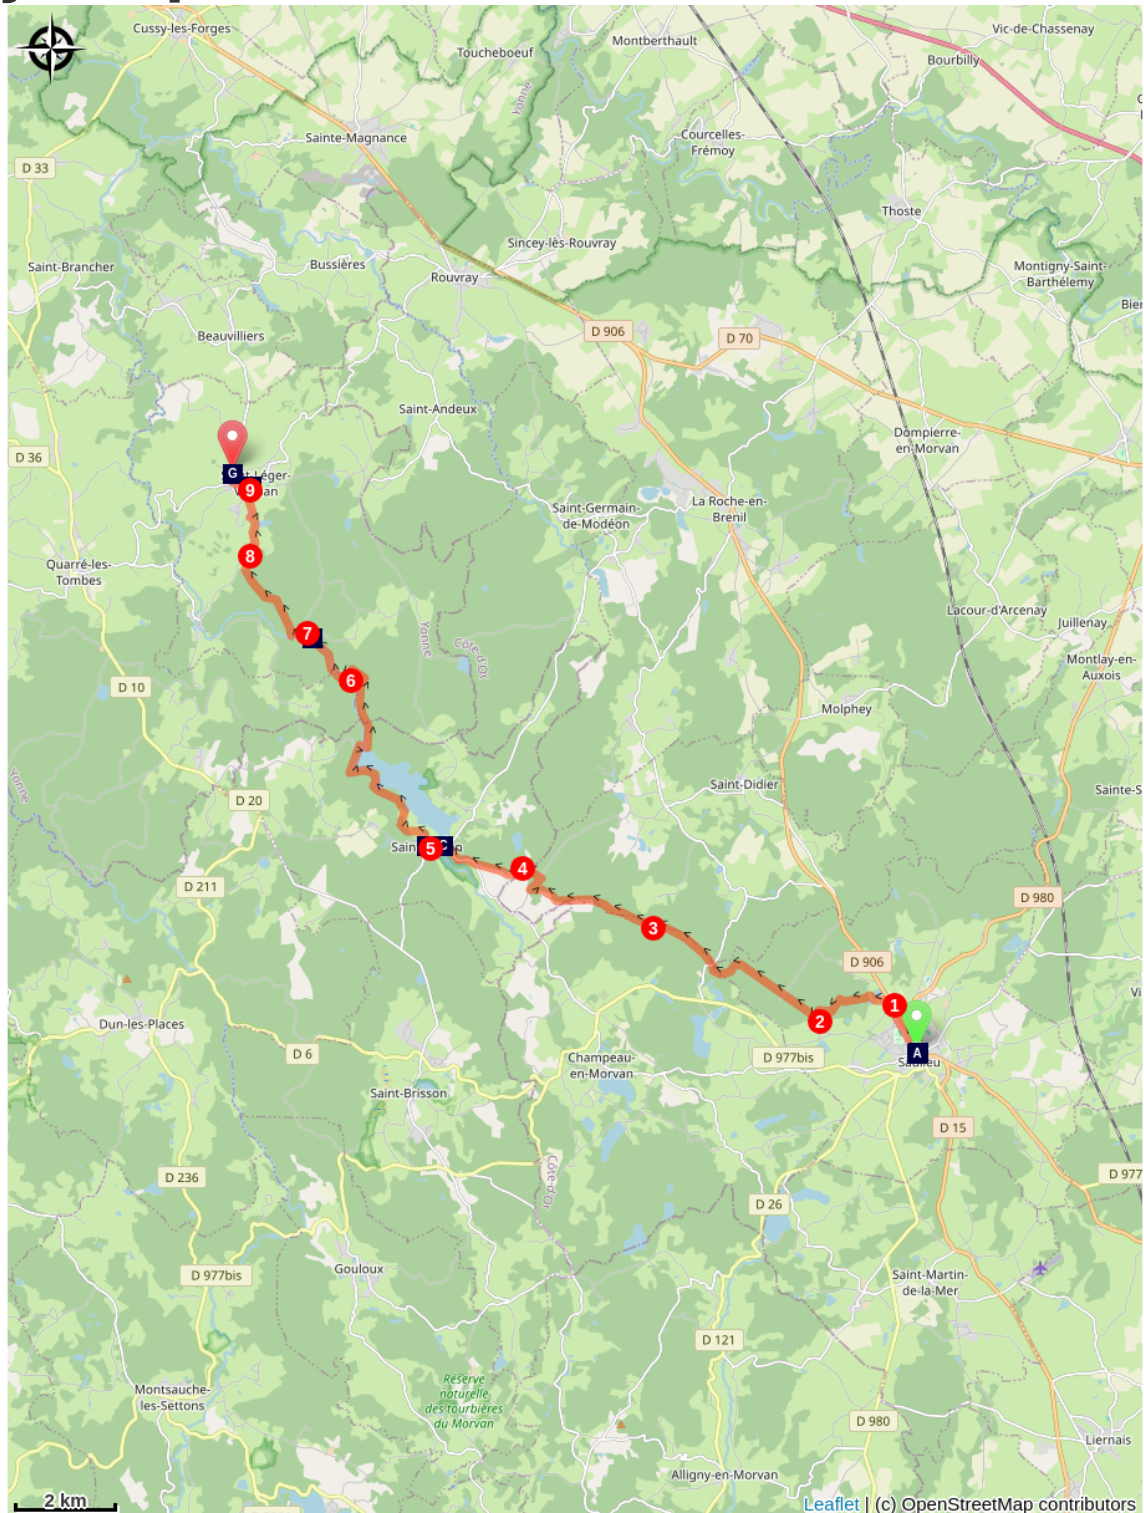 Cussy-les-Forges
Vic-de-Chassenay
Montberthault
Toucheboeuf
Bourbilly
Yonne
Sainte-Magnance
Courcelles-
Frémoy
D 33
Thoste
Sincey-lès-Rouvray
Saint-Brancher
Bussières
Rouvray
Montigny-Saint-
Barthélemy
D 906
D 70
Beauvilliers
Saint-Andeux
Dompierre-
en-Morvan
D 36
G
9
La Roche-en-
Brenil
Saint-Germain-
de-Modéon
8
Quarré-les-
Tombes
Lacour-d'Arcenay
Juillenay
7
Yonne
Côte-d'Or
Montlay-en-
Auxois
6
D 10
Molphey
Yonne
Saint-Didier
D 20
5
C
4
D 211
D 980
3
D 906
1
2
A
Saulieu
Dun-les-Places
D 6
D 977bis
Champeau-
en-Morvan
Saint-Brisson
D 15
D 236
Côte-d'Or
D 977
D 26
Gouloux
D 977bis
Saint-Martin-
de-la-Mer
D 121
Montsauche-
les-Settons
Réserve
naturelle
des tourbières
du Morvan
D 980
Liernais
Alligny-en-Morvan
2 km
Leaflet | (c) OpenStreetMap contributors